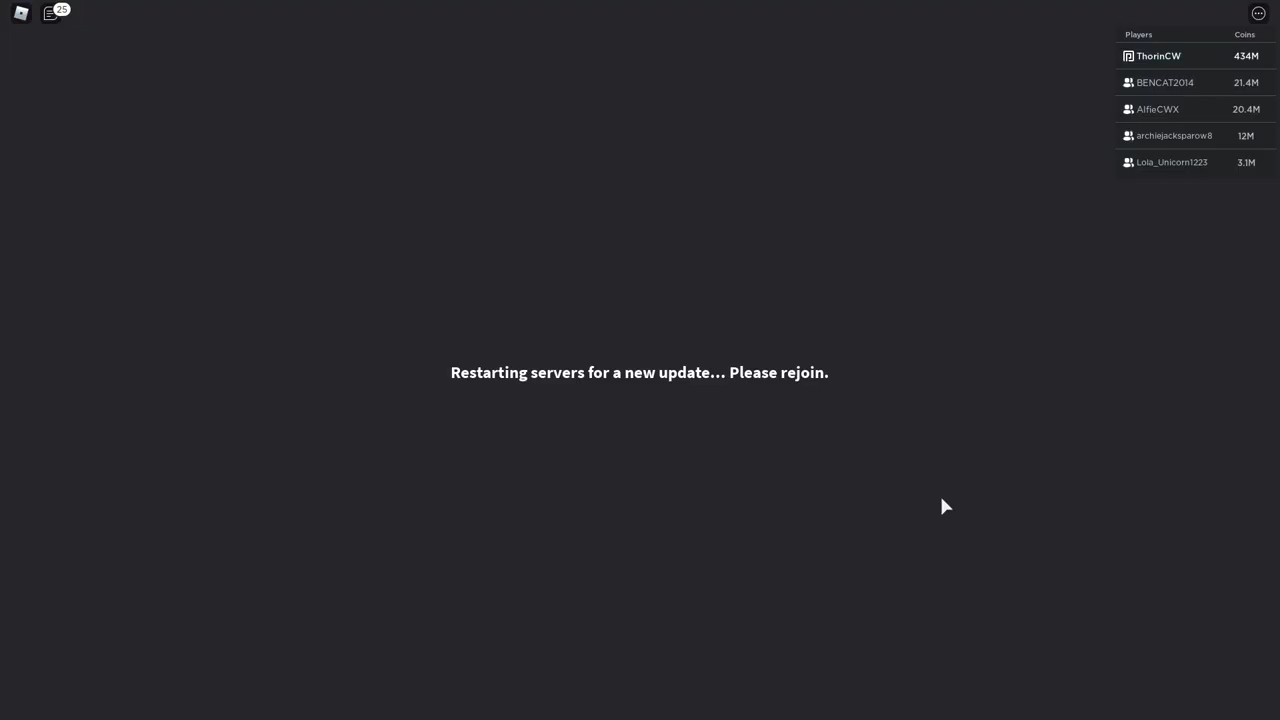 25
Players Coins
ThorinCW 434M
BENCAT2014 21.4M
AlfieCWX 20.4M
archiejacksparow8 12M
Lola_Unicorn1223 3.1M
Restarting servers for a new update... Please rejoin.